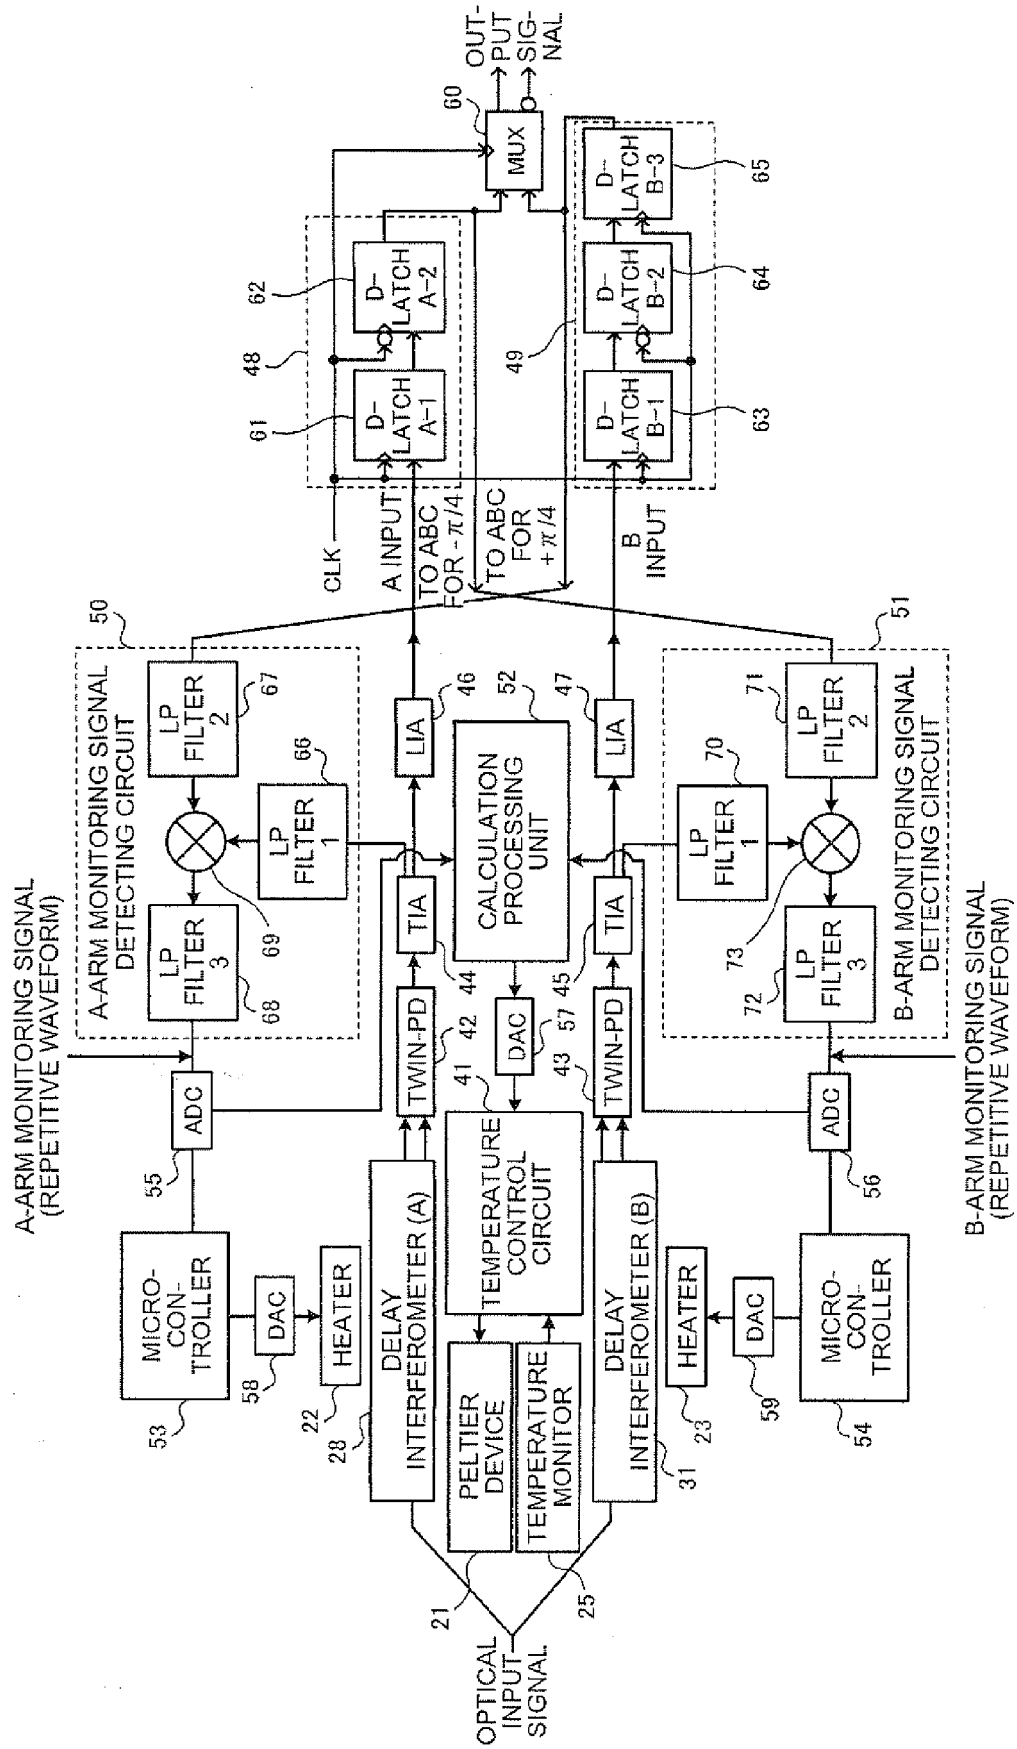 A-ARM MONITORING SIGNAL
(REPETITIVE WAVEFORM)
50
A-ARM MONITORING SIGNAL
DETECTING CIRCUIT
53
MICRO-
CON-
TROLLER
55
ADC
68
LP
FILTER
3
69
LP
FILTER
2
67
66
LP
FILTER
1
58
DAC
22
HEATER
28
DELAY
INTERFEROMETER (A)
TWIN-PD
42
44
TIA
LIA
46
CLK
A INPUT
TO ABC
FOR -π/4
48
61
D-
LATCH
A-1
62
D-
LATCH
A-2
60
MUX
OUT-
PUT
SIG-
NAL
OPTICAL
INPUT
SIGNAL
21
PELTIER
DEVICE
25
TEMPERATURE
MONITOR
41
TEMPERATURE
CONTROL
CIRCUIT
DAC
57
CALCULATION
PROCESSING
UNIT
52
TO ABC
FOR
+π/4
31
DELAY
INTERFEROMETER (B)
43
TWIN-PD
45
TIA
47
LIA
B
INPUT
49
D-
LATCH
B-1
63
D-
LATCH
B-2
64
D-
LATCH
B-3
65
23
HEATER
59
DAC
54
MICRO-
CON-
TROLLER
56
ADC
72
LP
FILTER
3
73
70
LP
FILTER
1
71
LP
FILTER
2
51
B-ARM MONITORING SIGNAL
DETECTING CIRCUIT
B-ARM MONITORING SIGNAL
(REPETITIVE WAVEFORM)